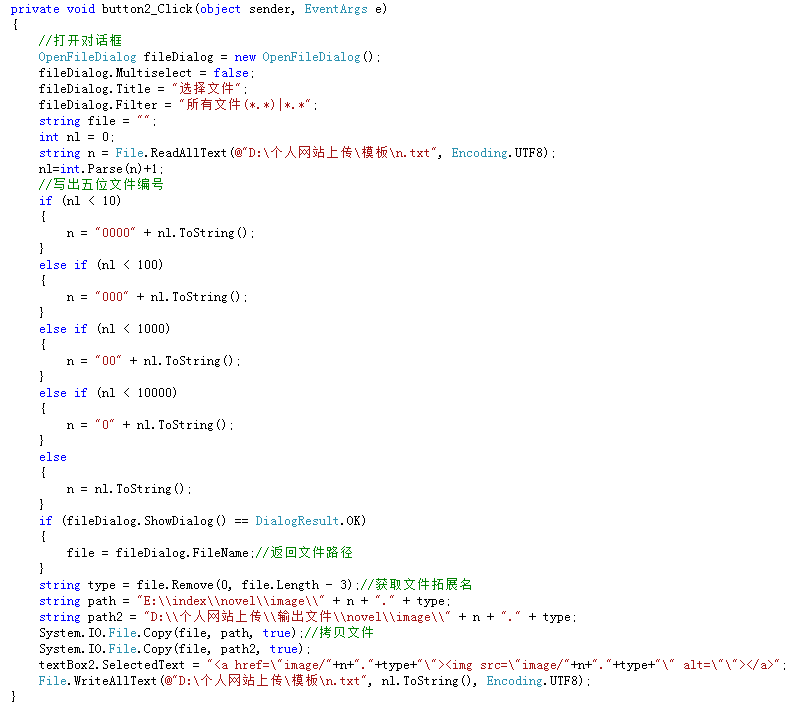 private void button2_Click(object sender, EventArgs e)
{
    //打开对话框
    OpenFileDialog fileDialog = new OpenFileDialog();
    fileDialog.Multiselect = false;
    fileDialog.Title = "选择文件";
    fileDialog.Filter = "所有文件(*.*)|*.*";
    string file = "";
    int nl = 0;
    string n = File.ReadAllText(@"D:\个人网站上传\模板\n.txt", Encoding.UTF8);
    nl=int.Parse(n)+1;
    //写出五位文件编号
    if (nl < 10)
    {
        n = "0000" + nl.ToString();
    }
    else if (nl < 100)
    {
        n = "000" + nl.ToString();
    }
    else if (nl < 1000)
    {
        n = "00" + nl.ToString();
    }
    else if (nl < 10000)
    {
        n = "0" + nl.ToString();
    }
    else
    {
        n = nl.ToString();
    }
    if (fileDialog.ShowDialog() == DialogResult.OK)
    {
        file = fileDialog.FileName;//返回文件路径
    }
    string type = file.Remove(0, file.Length - 3);//获取文件拓展名
    string path = "E:\\index\\novel\\image\\" + n + "." + type;
    string path2 = "D:\\个人网站上传\\输出文件\\novel\\image\\" + n + "." + type;
    System.IO.File.Copy(file, path, true);//拷贝文件
    System.IO.File.Copy(file, path2, true);
    textBox2.SelectedText = "<a href=\"image/"+n+"."+type+"\"><img src=\"image/"+n+"."+type+"\" alt=\"\"></a>";
    File.WriteAllText(@"D:\个人网站上传\模板\n.txt", nl.ToString(), Encoding.UTF8);
}